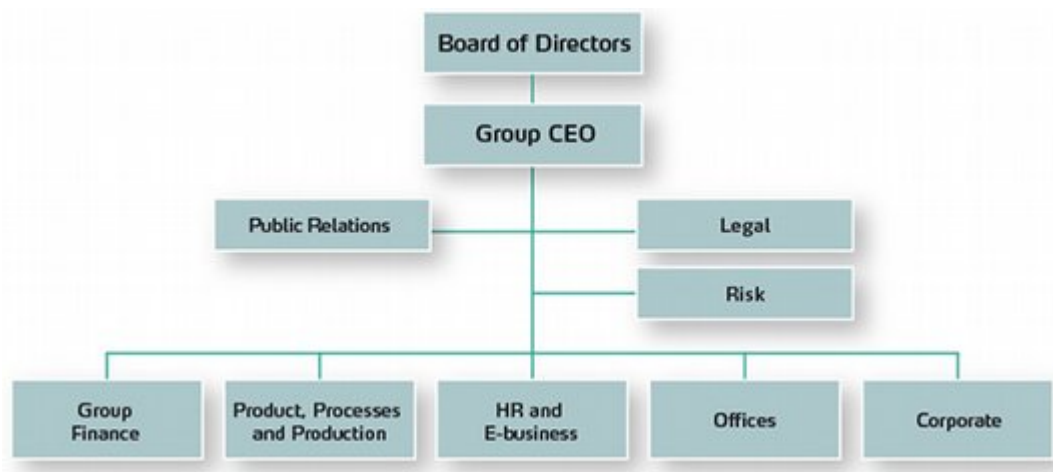 Board of Directors
Group CEO
Public Relations
Legal
Risk
Group
Finance
Product, Processes
and Production
HR and
E-business
Offices
Corporate